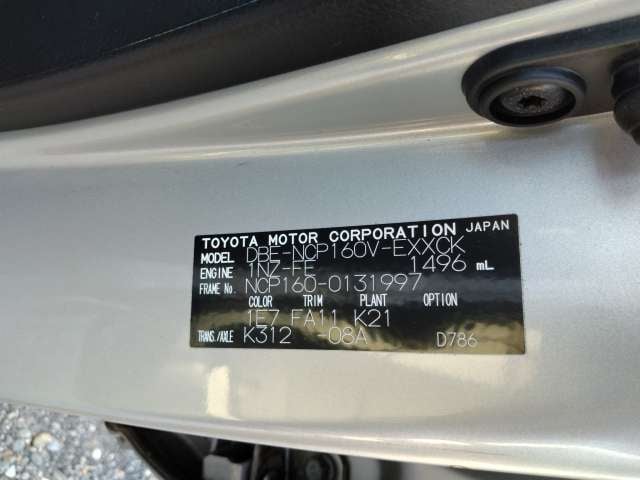 TOYOTA MOTOR CORPORATION JAPAN
MODEL DBE-NCP160V-EXXCK
ENGINE 1NZ-FE 1496 mL
FRAME No. NCP160-0131997
COLOR TRIM PLANT OPTION
1E7 FA11 K21
TRANS./AXLE K312 -08A D786